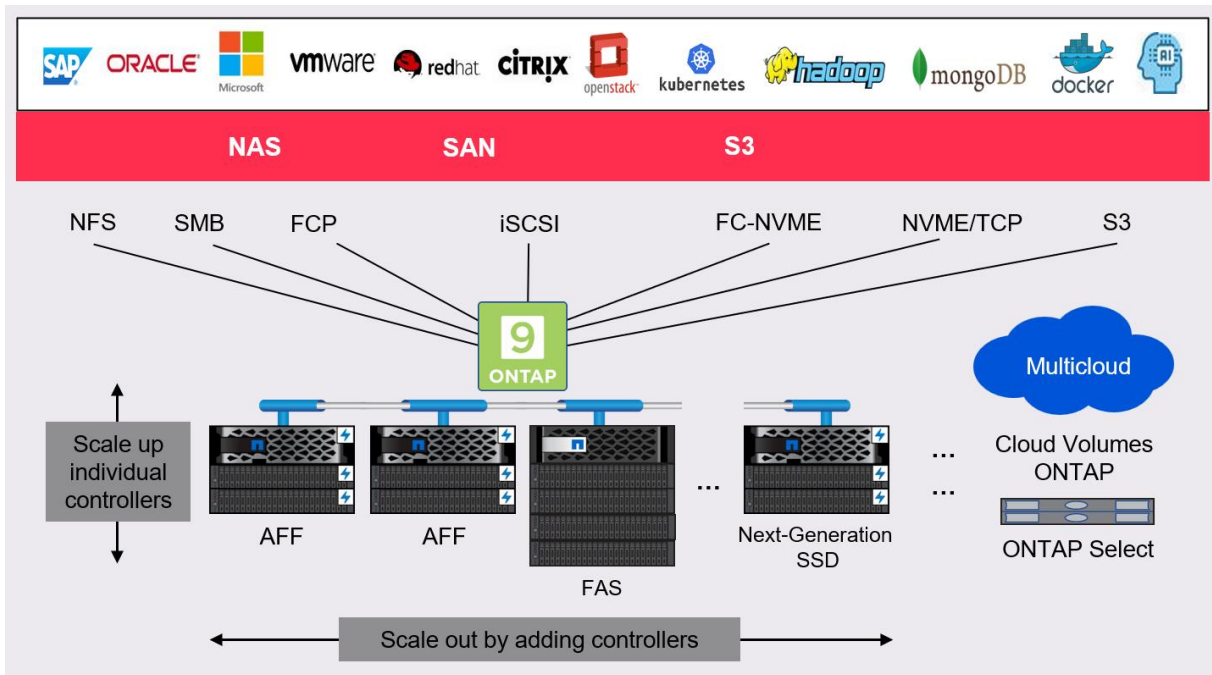 SAP ORACLE Microsoft vmware redhat CITRIX openstack kubernetes hadoop mongoDB docker AI
NAS SAN S3
NFS SMB FCP iSCSI FC-NVME NVME/TCP S3
9
ONTAP
Multicloud
Scale up
individual
controllers
Cloud Volumes
ONTAP
... ...
...
AFF AFF
FAS
Next-Generation
SSD
ONTAP Select
Scale out by adding controllers